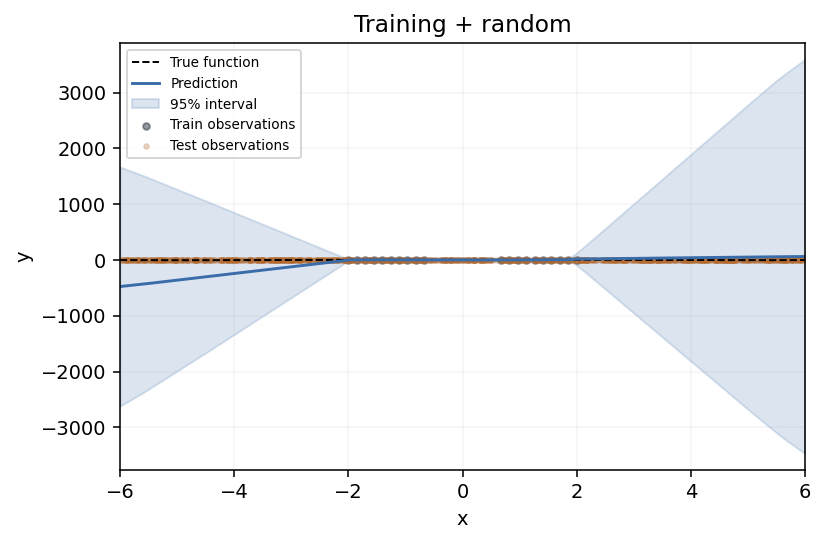 Training + random
True function
Prediction
95% interval
Train observations
Test observations
3000
2000
1000
0
−1000
−2000
−3000
y
−6 −4 −2 0 2 4 6
x